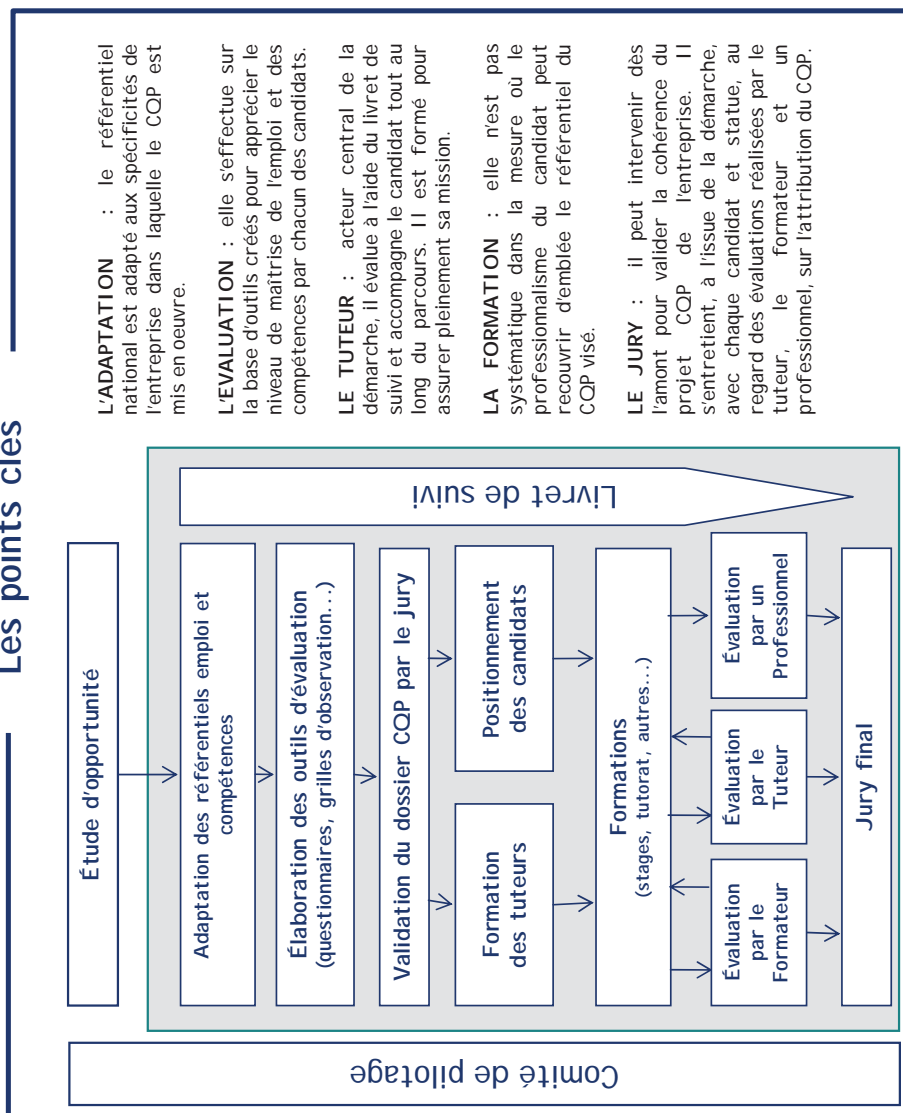 Les points clés
Comité de pilotage
Étude d'opportunité
Adaptation des référentiels emploi et
compétences
Élaboration des outils d'évaluation
(questionnaires, grilles d'observation…)
Validation du dossier CQP par le jury
Formation
des tuteurs
Positionnement
des candidats
Formations
(stages, tutorat, autres…)
Évaluation
par le
Formateur
Évaluation
par le
Tuteur
Évaluation
par un
Professionnel
Jury final
Livret de suivi
L'ADAPTATION : le référentiel
national est adapté aux spécificités de
l'entreprise dans laquelle le CQP est
mis en oeuvre.
L'EVALUATION : elle s'effectue sur
la base d'outils créés pour apprécier le
niveau de maîtrise de l'emploi et des
compétences par chacun des candidats.
LE TUTEUR : acteur central de la
démarche, il évalue à l'aide du livret de
suivi et accompagne le candidat tout au
long du parcours. Il est formé pour
assurer pleinement sa mission.
LA FORMATION : elle n'est pas
systématique dans la mesure où le
professionnalisme du candidat peut
recouvrir d'emblée le référentiel du
CQP visé.
LE JURY : il peut intervenir dès
l'amont pour valider la cohérence du
projet CQP de l'entreprise. Il
s'entretient, à l'issue de la démarche,
avec chaque candidat et statue, au
regard des évaluations réalisées par le
tuteur, le formateur et un
professionnel, sur l'attribution du CQP.